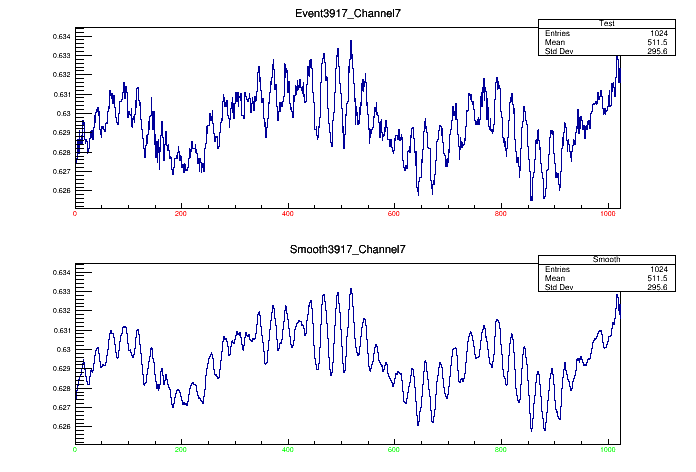 Event3917_Channel7
Test
Entries 1024
Mean 511.5
Std Dev 295.6
0.634
0.633
0.632
0.631
0.63
0.629
0.628
0.627
0.626
0 200 400 600 800 1000
Smooth3917_Channel7
Smooth
Entries 1024
Mean 511.5
Std Dev 295.6
0.634
0.633
0.632
0.631
0.63
0.629
0.628
0.627
0.626
0 200 400 600 800 1000